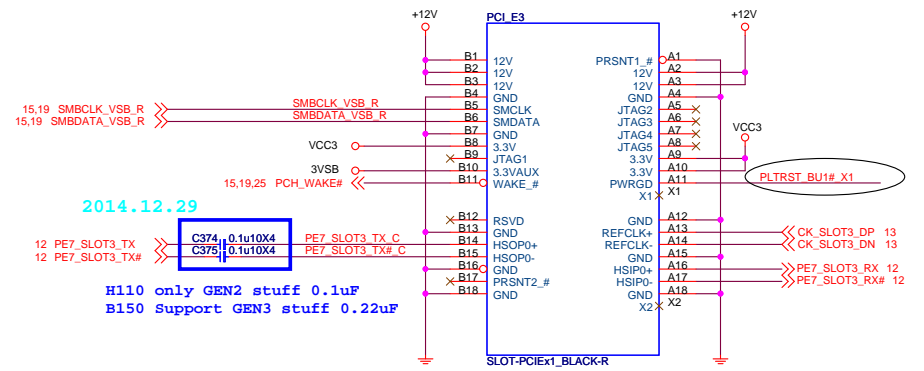 +12V
PCI_E3
+12V
B1 12V PRSNT1_# A1
B2 12V 12V A2
B3 12V 12V A3
B4 GND GND A4
15,19 SMBCLK_VSB_R SMBCLK_VSB_R B5 SMCLK JTAG2 A5
15,19 SMBDATA_VSB_R SMBDATA_VSB_R B6 SMDATA JTAG3 A6
B7 GND JTAG4 A7
VCC3 B8 3.3V JTAG5 A8 VCC3
B9 JTAG1 3.3V A9
3VSB B10 3.3VAUX 3.3V A10
15,19,25 PCH_WAKE# B11 WAKE_# PWRGD A11 PLTRST_BU1#_X1
X1 X1
2014.12.29
B12 RSVD GND A12
B13 GND REFCLK+ A13 CK_SLOT3_DP 13
12 PE7_SLOT3_TX C374 0.1u10X4 PE7_SLOT3_TX_C B14 HSOP0+ REFCLK- A14 CK_SLOT3_DN 13
12 PE7_SLOT3_TX# C375 0.1u10X4 PE7_SLOT3_TX#_C B15 HSOP0- GND A15
B16 GND HSIP0+ A16 PE7_SLOT3_RX 12
B17 PRSNT2_# HSIP0- A17 PE7_SLOT3_RX# 12
B18 GND GND A18
X2 X2
H110 only GEN2 stuff 0.1uF
B150 Support GEN3 stuff 0.22uF
SLOT-PCIEx1_BLACK-R